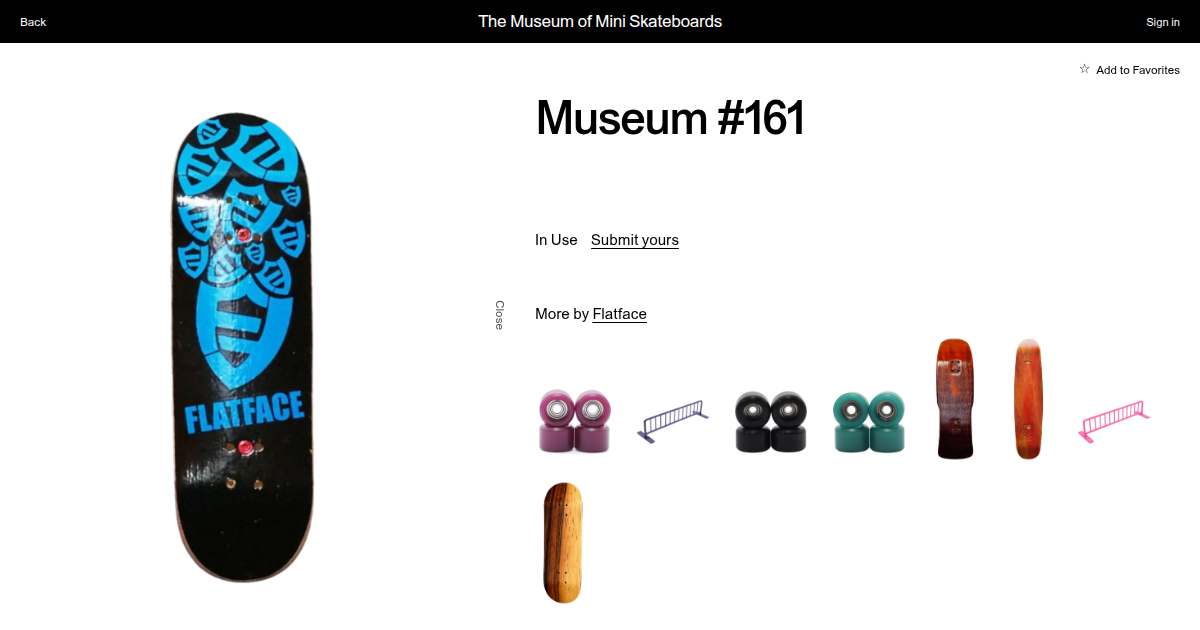 Back
The Museum of Mini Skateboards
Sign in
☆ Add to Favorites
Museum #161
In Use Submit yours
Close
More by Flatface
FLATFACE